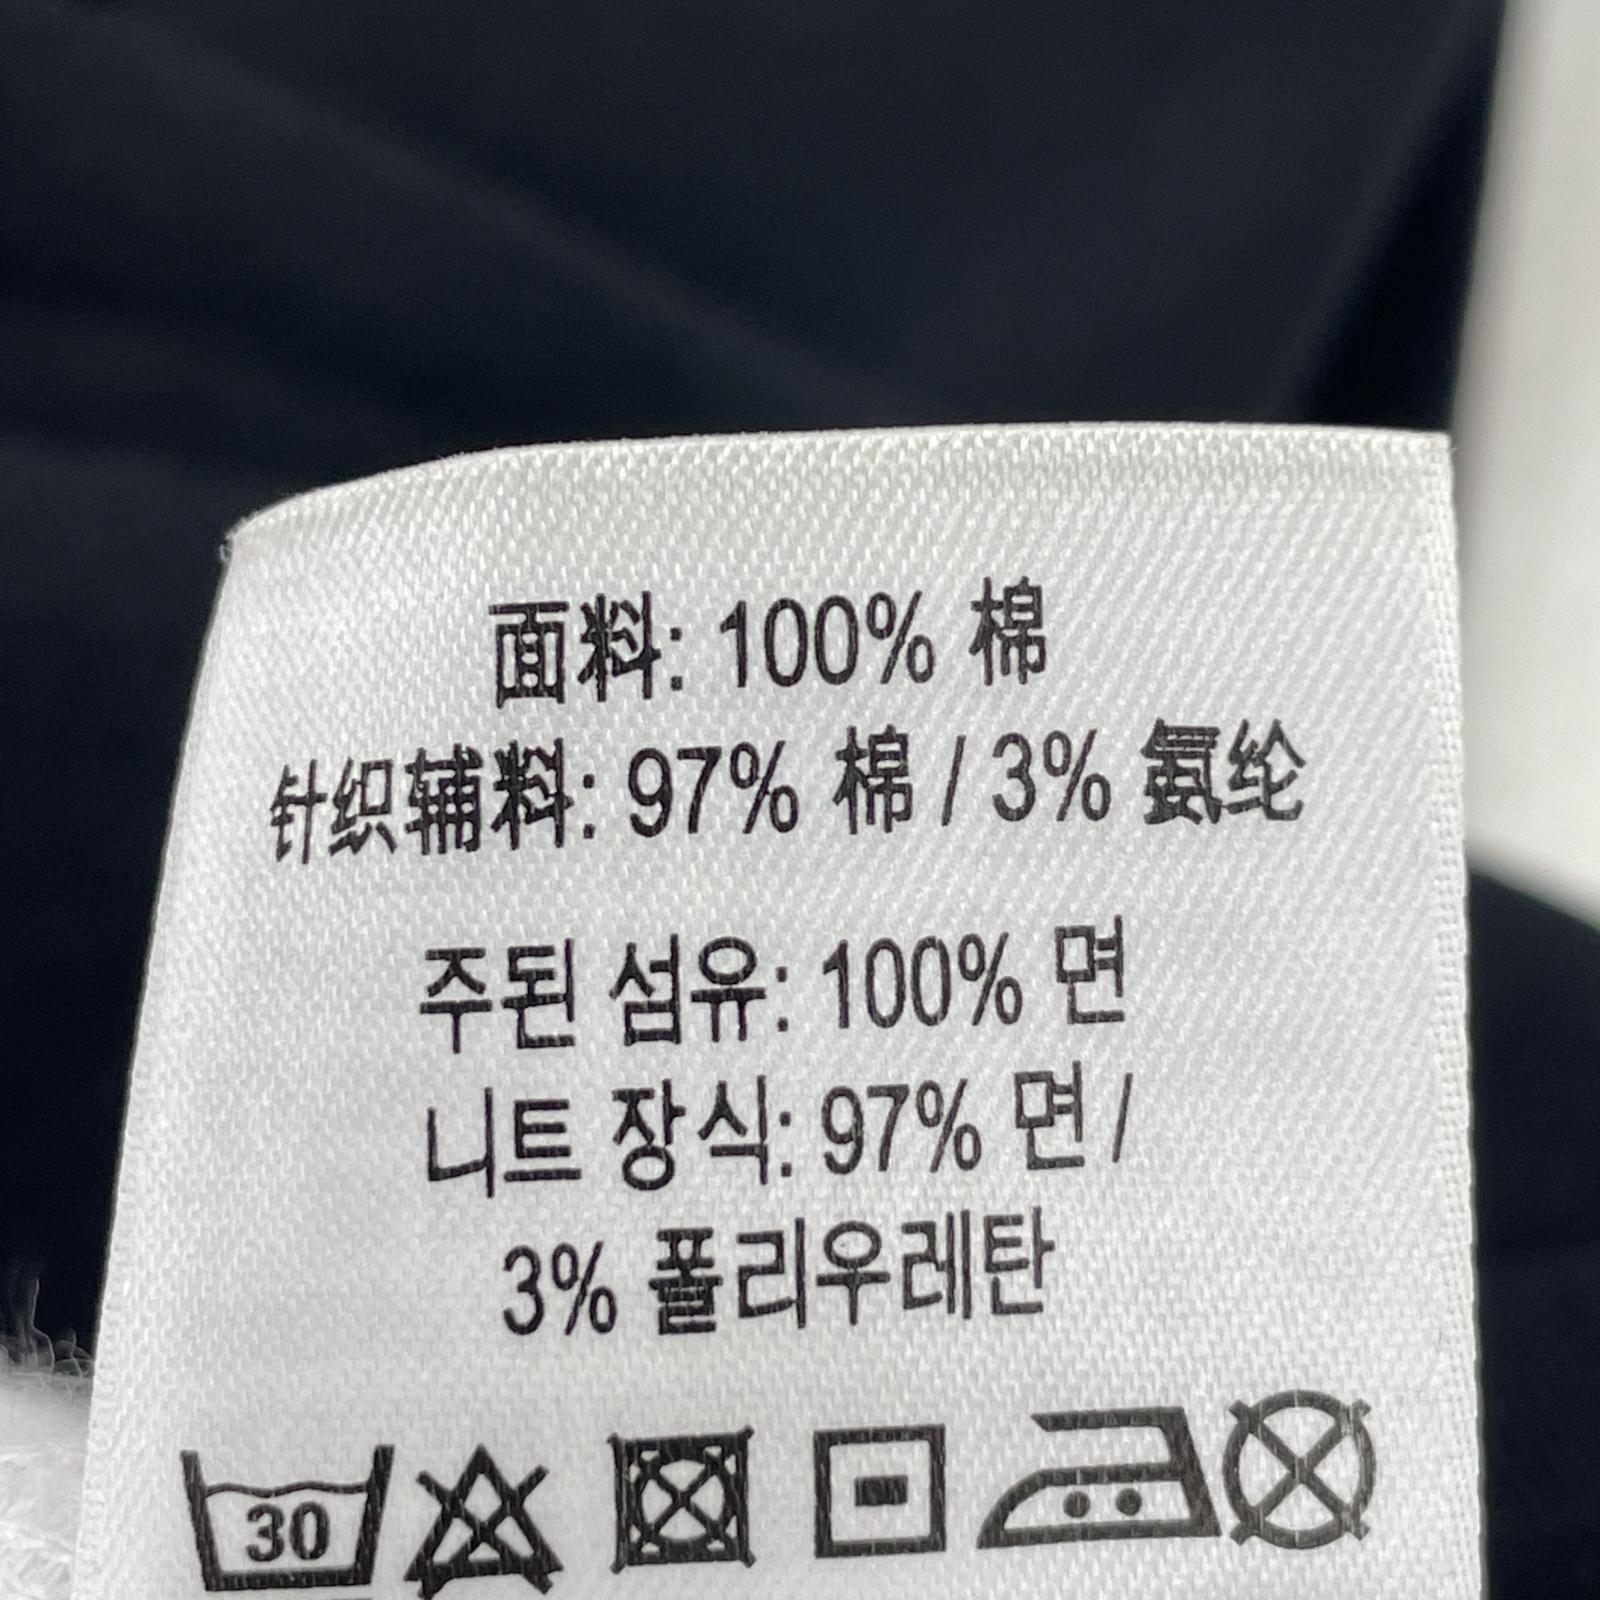 面料: 100% 棉
针织辅料: 97% 棉 / 3% 氨纶
주된 섬유: 100% 면
니트 장식: 97% 면 /
3% 폴리우레탄
30